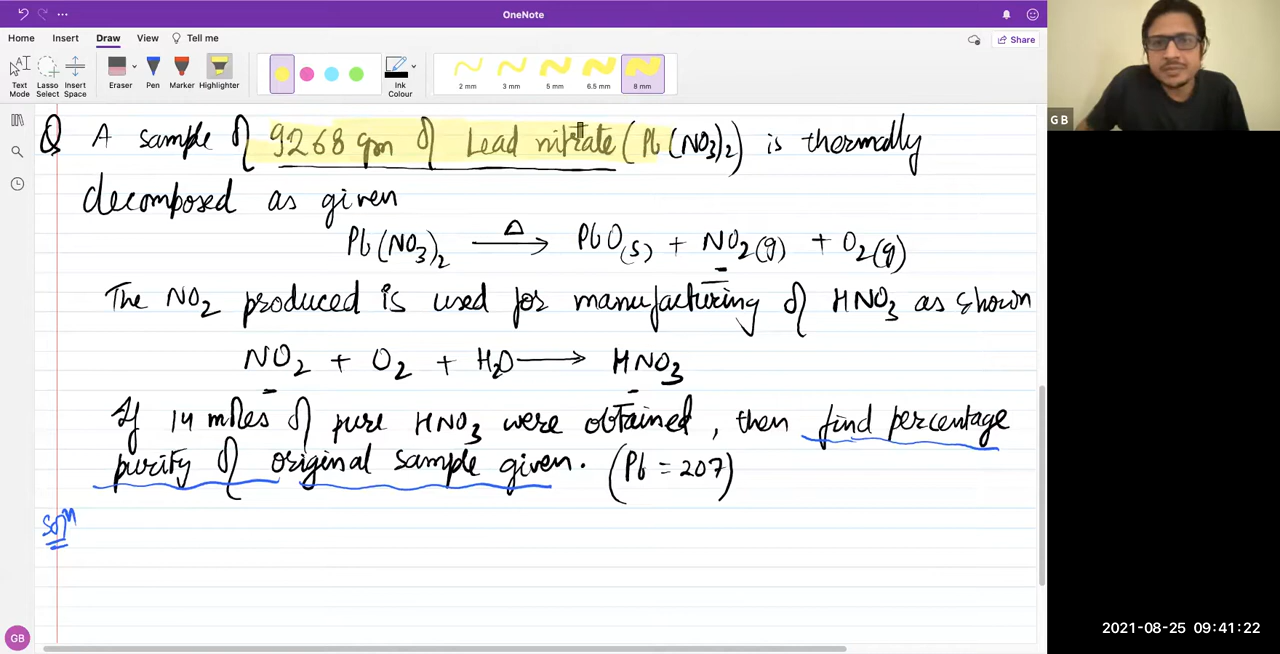 OneNote
Home Insert Draw View Tell me Share
Text Mode Lasso Select Insert Space Eraser Pen Marker Highlighter Ink Colour 2 mm 3 mm 5 mm 6.5 mm 8 mm
G B
Q A sample of 9268 gm of Lead nitrate (Pb(NO3)2) is thermally
decomposed as given
Pb(NO3)2 —Δ→ PbO(s) + NO2(g) + O2(g)
The NO2 produced is used for manufacturing of HNO3 as shown
NO2 + O2 + H2O ⟶ HNO3
If 14 moles of pure HNO3 were obtained, then find percentage
purity of original sample given. (Pb = 207)
Soln
GB
2021-08-25 09:41:22